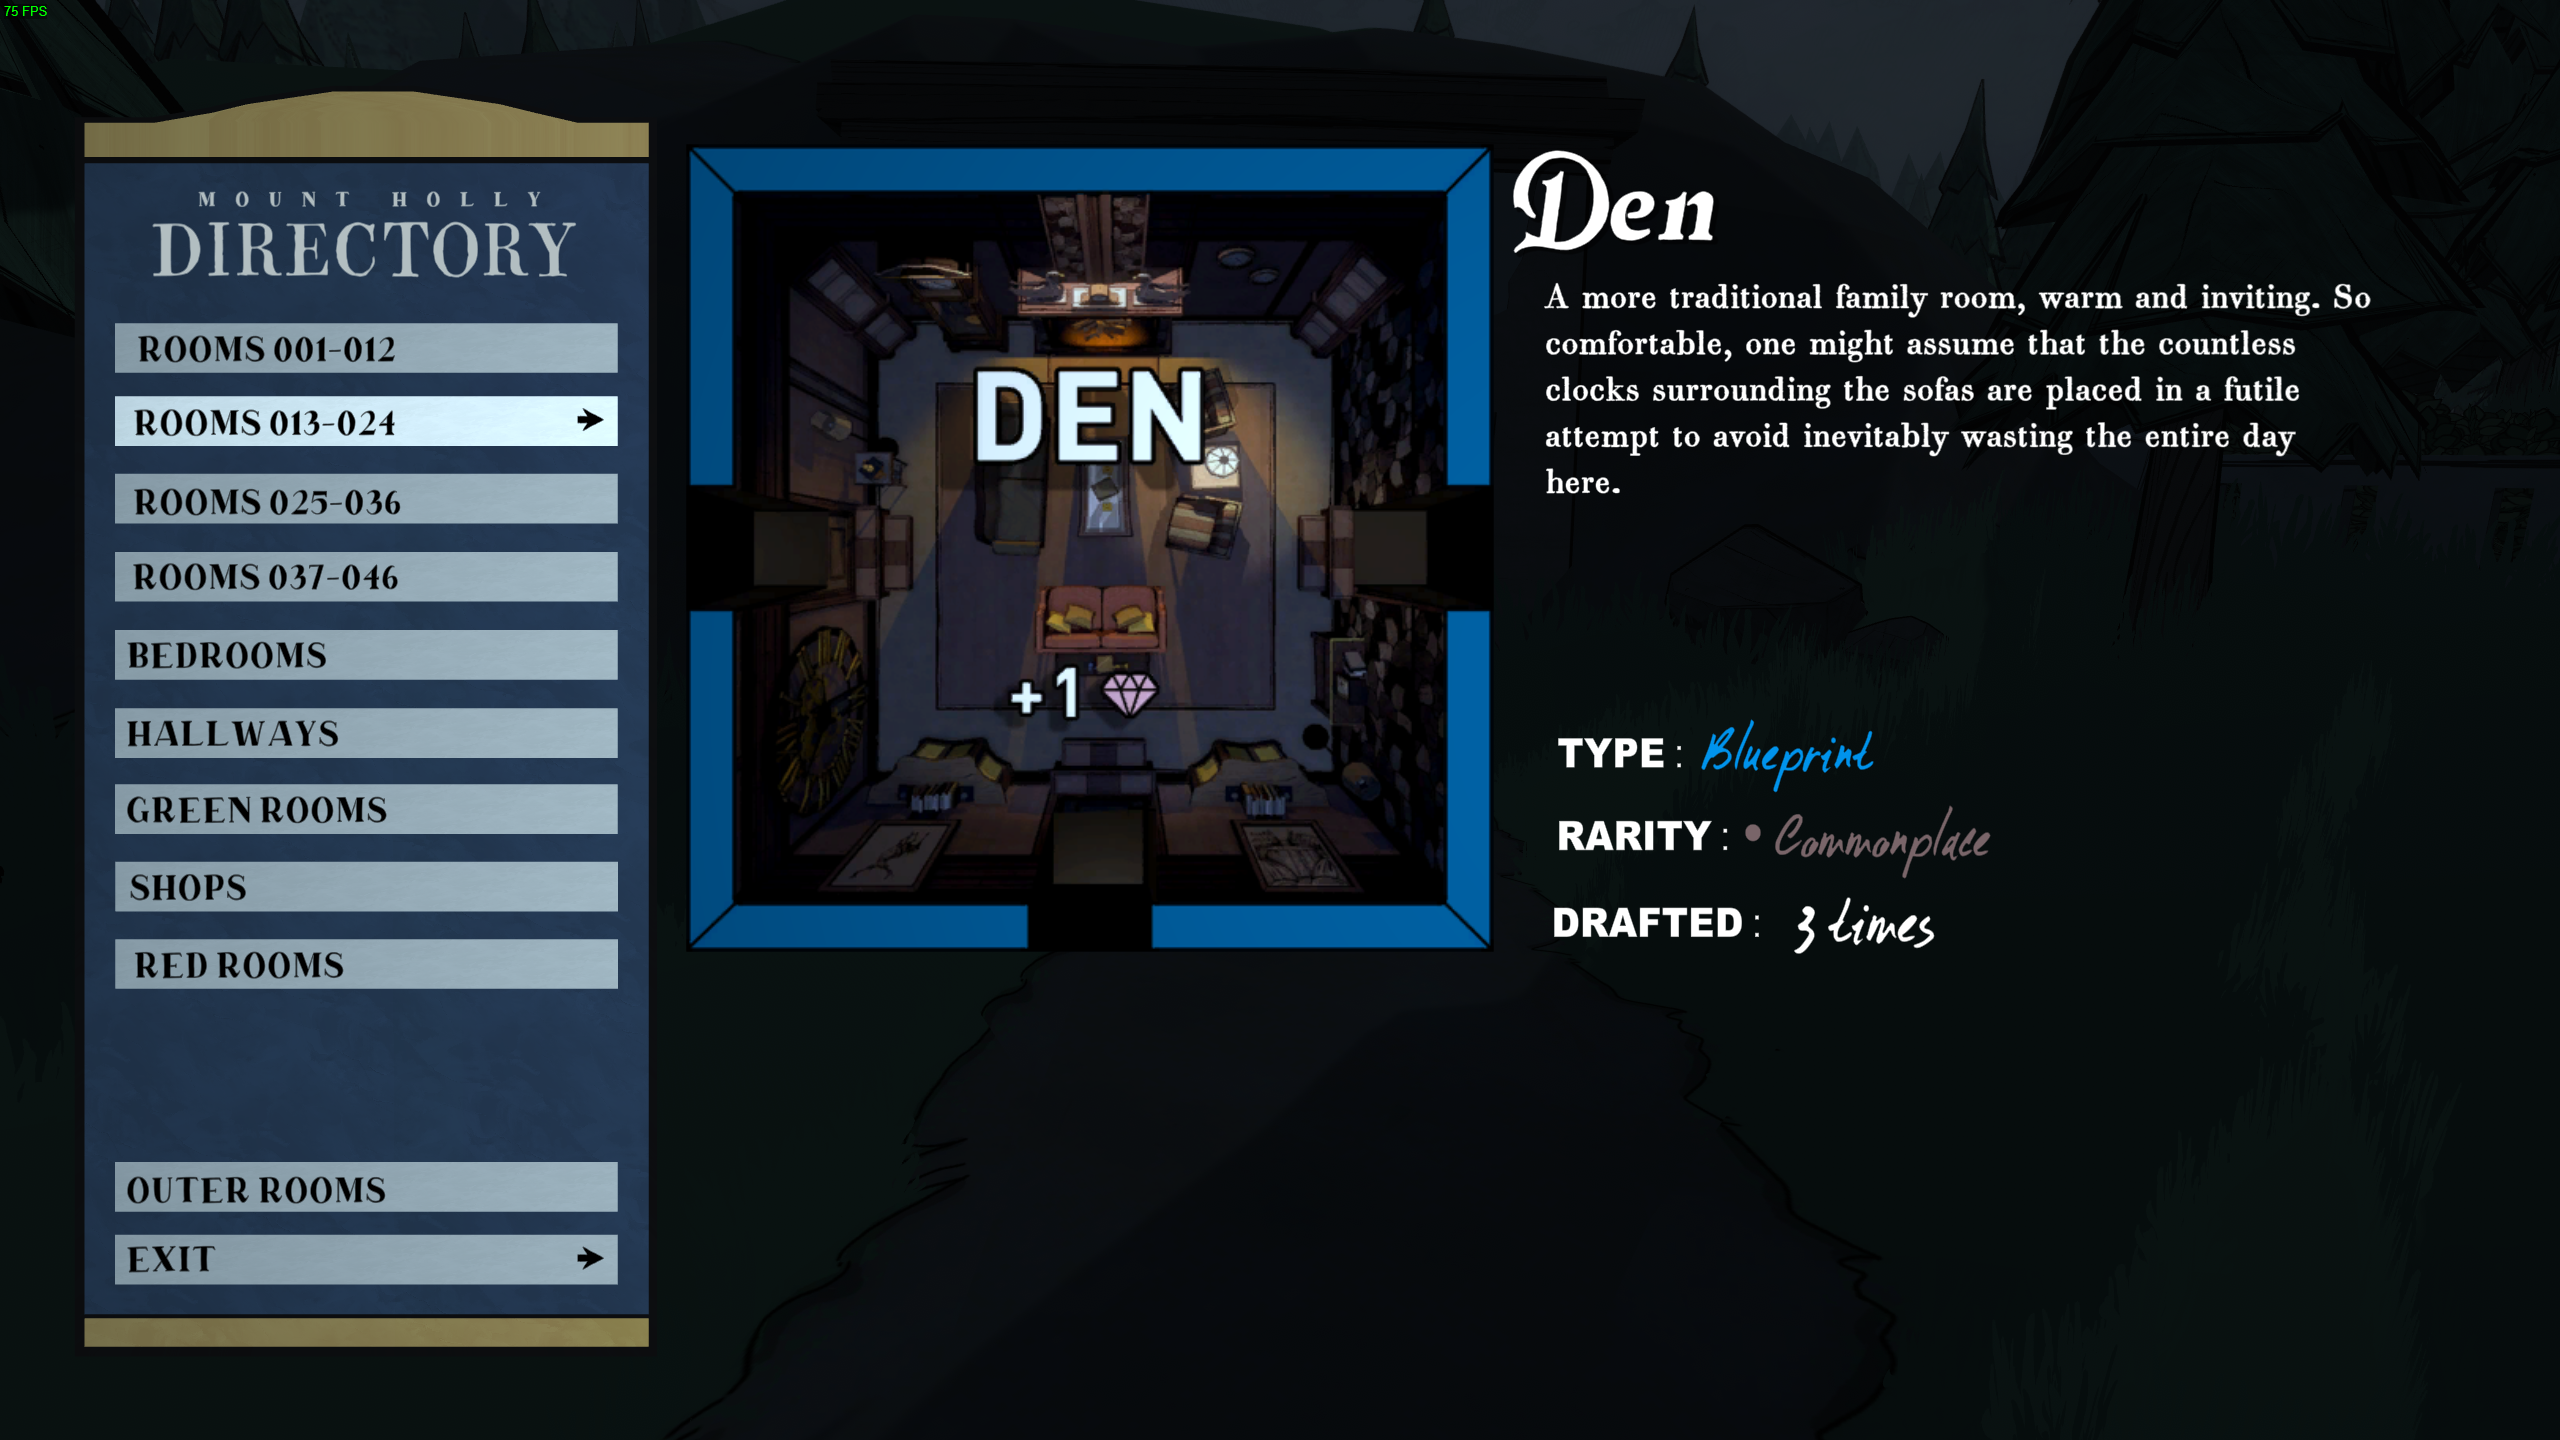 75 FPS
MOUNT HOLLY
DIRECTORY
ROOMS 001-012
ROOMS 013-024
ROOMS 025-036
ROOMS 037-046
BEDROOMS
HALLWAYS
GREEN ROOMS
SHOPS
RED ROOMS
OUTER ROOMS
EXIT
DEN
+1
Den
A more traditional family room, warm and inviting. So
comfortable, one might assume that the countless
clocks surrounding the sofas are placed in a futile
attempt to avoid inevitably wasting the entire day
here.
TYPE : Blueprint
RARITY : • Commonplace
DRAFTED : 3 times